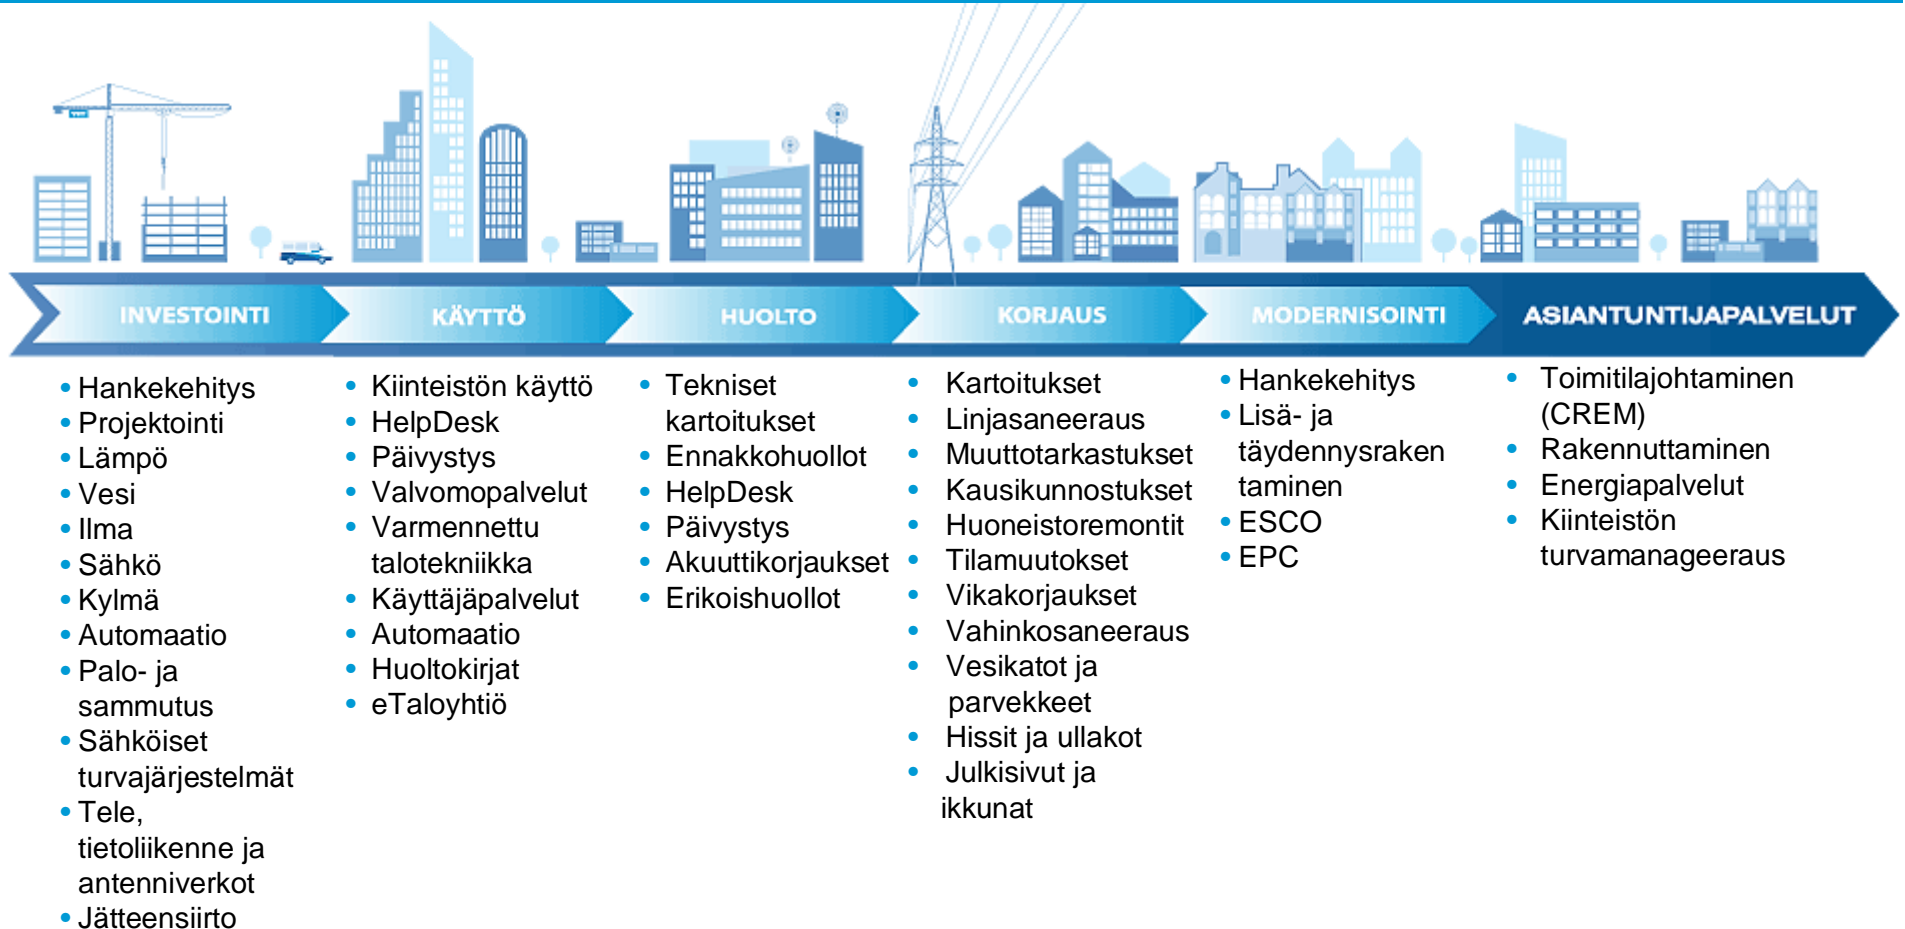 INVESTOINTI
KÄYTTÖ
HUOLTO
KORJAUS
MODERNISOINTI
ASIANTUNTIJAPALVELUT
• Hankekehitys
• Projektointi
• Lämpö
• Vesi
• Ilma
• Sähkö
• Kylmä
• Automaatio
• Palo- ja
sammutus
• Sähköiset
turvajärjestelmät
• Tele,
tietoliikenne ja
antenniverkot
• Jätteensiirto
• Kiinteistön käyttö
• HelpDesk
• Päivystys
• Valvomopalvelut
• Varmennettu
talotekniikka
• Käyttäjäpalvelut
• Automaatio
• Huoltokirjat
• eTaloyhtiö
• Tekniset
kartoitukset
• Ennakkohuollot
• HelpDesk
• Päivystys
• Akuuttikorjaukset
• Erikoishuollot
• Kartoitukset
• Linjasaneeraus
• Muuttotarkastukset
• Kausikunnostukset
• Huoneistoremontit
• Tilamuutokset
• Vikakorjaukset
• Vahinkosaneeraus
• Vesikatot ja
parvekkeet
• Hissit ja ullakot
• Julkisivut ja
ikkunat
• Hankekehitys
• Lisä- ja
täydennysraken
taminen
• ESCO
• EPC
• Toimitilajohtaminen
(CREM)
• Rakennuttaminen
• Energiapalvelut
• Kiinteistön
turvamanageeraus